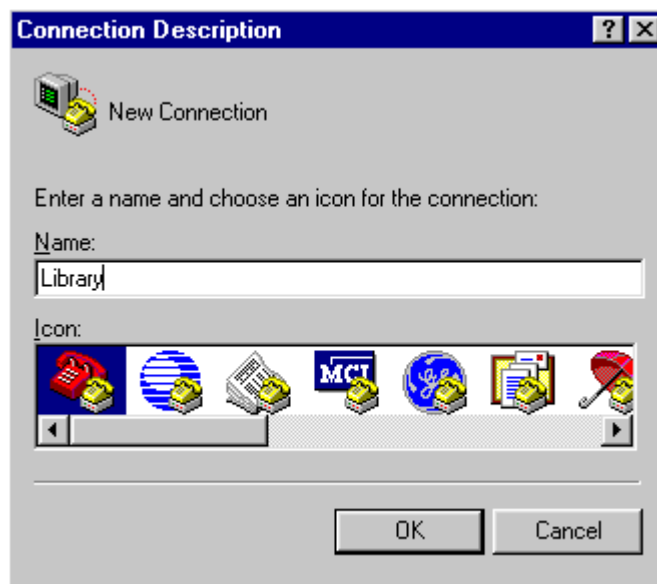 Connection Description
New Connection
Enter a name and choose an icon for the connection:
Name:
Library
Icon:
MCI
OK Cancel